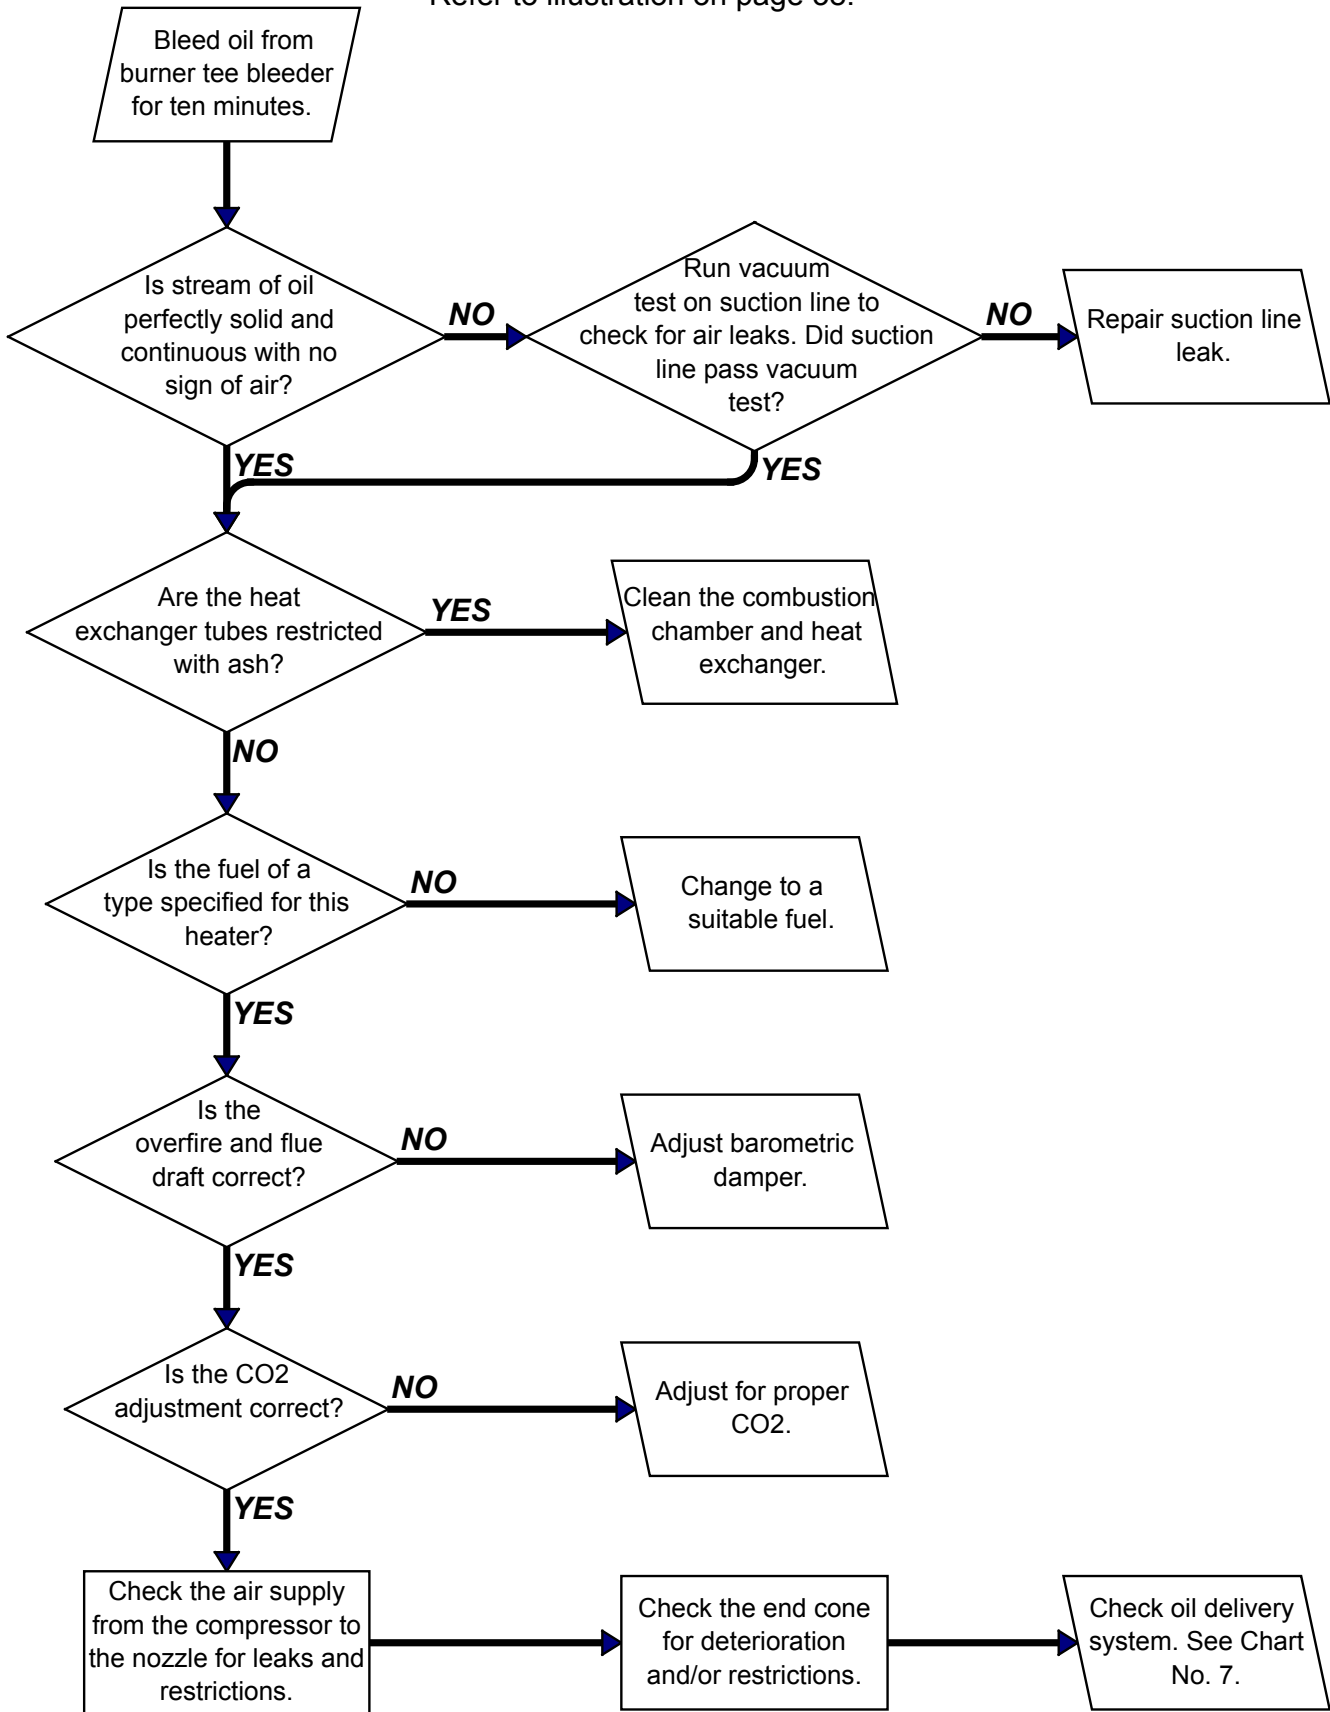 Refer to illustration on page 38.
Bleed oil from
burner tee bleeder
for ten minutes.
Is stream of oil
perfectly solid and
continuous with no
sign of air?
NO
Run vacuum
test on suction line to
check for air leaks. Did suction
line pass vacuum
test?
NO
Repair suction line
leak.
YES
YES
Are the heat
exchanger tubes restricted
with ash?
YES
Clean the combustion
chamber and heat
exchanger.
NO
Is the fuel of a
type specified for this
heater?
NO
Change to a
suitable fuel.
YES
Is the
overfire and flue
draft correct?
NO
Adjust barometric
damper.
YES
Is the CO2
adjustment correct?
NO
Adjust for proper
CO2.
YES
Check the air supply
from the compressor to
the nozzle for leaks and
restrictions.
Check the end cone
for deterioration
and/or restrictions.
Check oil delivery
system. See Chart
No. 7.